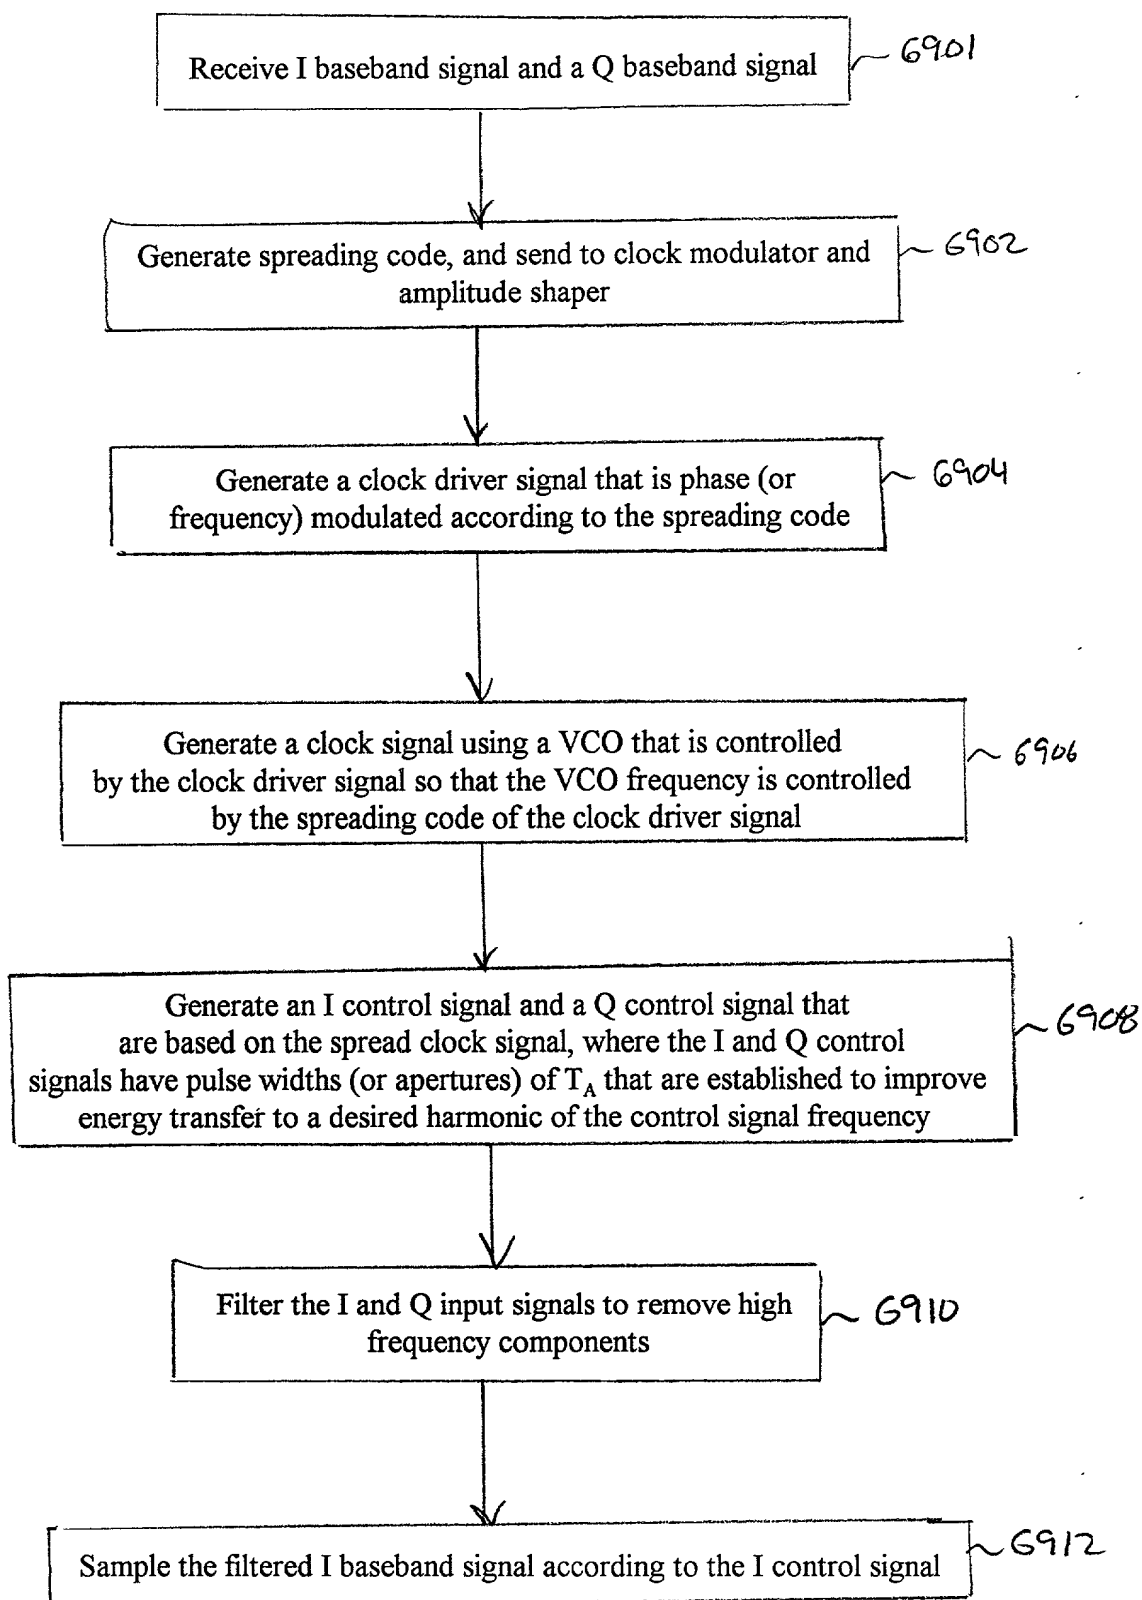 Receive I baseband signal and a Q baseband signal
6901
Generate spreading code, and send to clock modulator and
amplitude shaper
6902
Generate a clock driver signal that is phase (or
frequency) modulated according to the spreading code
6904
Generate a clock signal using a VCO that is controlled
by the clock driver signal so that the VCO frequency is controlled
by the spreading code of the clock driver signal
6906
Generate an I control signal and a Q control signal that
are based on the spread clock signal, where the I and Q control
signals have pulse widths (or apertures) of T_A that are established to improve
energy transfer to a desired harmonic of the control signal frequency
6908
Filter the I and Q input signals to remove high
frequency components
6910
Sample the filtered I baseband signal according to the I control signal
6912